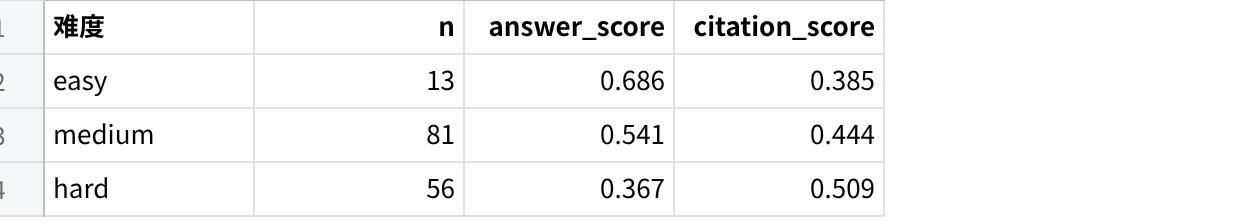 1 难度 n answer_score citation_score
2 easy 13 0.686 0.385
3 medium 81 0.541 0.444
4 hard 56 0.367 0.509